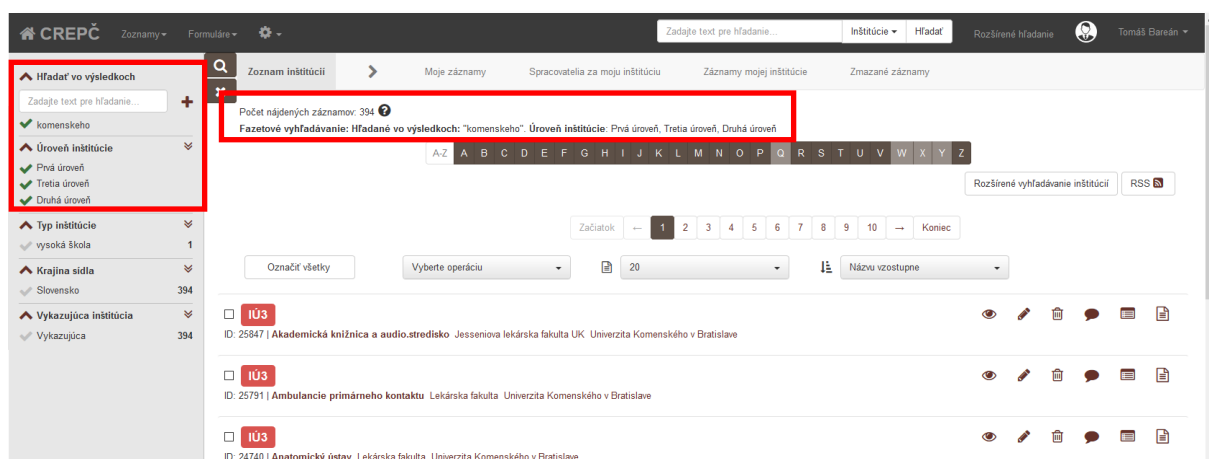 CREPČ Zoznamy Formuláre Zadajte text pre hľadanie... Inštitúcie Hľadať Rozšírené hľadanie Tomáš Bareán
Hľadať vo výsledkoch
Zadajte text pre hľadanie...
komenskeho
Úroveň inštitúcie
Prvá úroveň
Tretia úroveň
Druhá úroveň
Typ inštitúcie
vysoká škola 1
Krajina sídla
Slovensko 394
Vykazujúca inštitúcia
Vykazujúca 394
Zoznam inštitúcií Moje záznamy Spracovatelia za moju inštitúciu Záznamy mojej inštitúcie Zmazané záznamy
Počet nájdených záznamov: 394
Fazetové vyhľadávanie: Hľadané vo výsledkoch: "komenskeho". Úroveň inštitúcie: Prvá úroveň, Tretia úroveň, Druhá úroveň
A-Z A B C D E F G H I J K L M N O P Q R S T U V W X Y Z
Rozšírené vyhľadávanie inštitúcií RSS
Začiatok ← 1 2 3 4 5 6 7 8 9 10 → Koniec
Označiť všetky Vyberte operáciu 20 Názvu vzostupne
IÚ3
ID: 25847 | Akademická knižnica a audio.stredisko Jesseniova lekárska fakulta UK Univerzita Komenského v Bratislave
IÚ3
ID: 25791 | Ambulancie primárneho kontaktu Lekárska fakulta Univerzita Komenského v Bratislave
IÚ3
ID: 24740 | Anatomický ústav Lekárska fakulta Univerzita Komenského v Bratislave